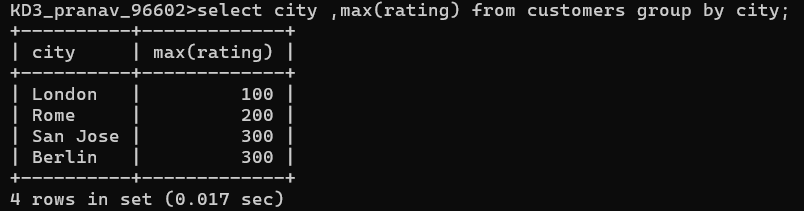 KD3_pranav_96602>select city ,max(rating) from customers group by city;
+----------+-------------+
| city     | max(rating) |
+----------+-------------+
| London   |         100 |
| Rome     |         200 |
| San Jose |         300 |
| Berlin   |         300 |
+----------+-------------+
4 rows in set (0.017 sec)